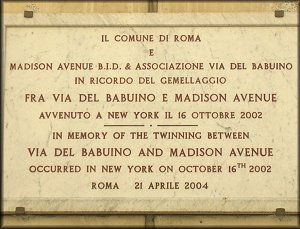 IL COMUNE DI ROMA
E
MADISON AVENUE B.I.D. & ASSOCIAZIONE VIA DEL BABUINO
IN RICORDO DEL GEMELLAGGIO
FRA VIA DEL BABUINO E MADISON AVENUE
AVVENUTO A NEW YORK IL 16 OTTOBRE 2002
IN MEMORY OF THE TWINNING BETWEEN
VIA DEL BABUINO AND MADISON AVENUE
OCCURRED IN NEW YORK ON OCTOBER 16TH 2002
ROMA 21 APRILE 2004